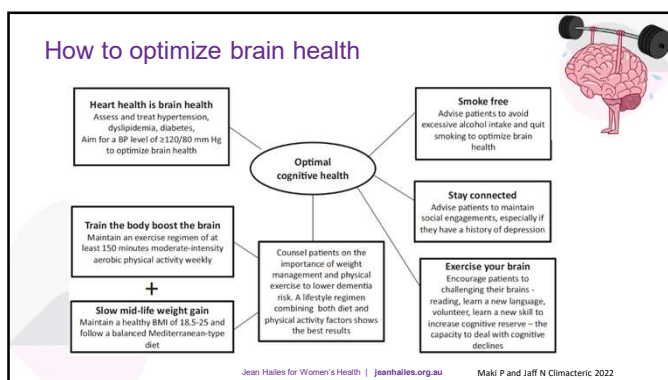 How to optimize brain health
Heart health is brain health
Assess and treat hypertension,
dyslipidemia, diabetes,
Aim for a BP level of ≥120/80 mm Hg
to optimize brain health
Smoke free
Advise patients to avoid
excessive alcohol intake and quit
smoking to optimize brain
health
Optimal
cognitive health
Stay connected
Advise patients to maintain
social engagements, especially if
they have a history of depression
Train the body boost the brain
Maintain an exercise regimen of at
least 150 minutes moderate-intensity
aerobic physical activity weekly
+
Slow mid-life weight gain
Maintain a healthy BMI of 18.5-25 and
follow a balanced Mediterranean-type
diet
Counsel patients on the
importance of weight
management and physical
exercise to lower dementia
risk. A lifestyle regimen
combining both diet and
physical activity factors shows
the best results
Exercise your brain
Encourage patients to
challenging their brains -
reading, learn a new language,
volunteer, learn a new skill to
increase cognitive reserve – the
capacity to deal with cognitive
declines
Jean Hailes for Women's Health | jeanhailes.org.au
Maki P and Jaff N Climacteric 2022